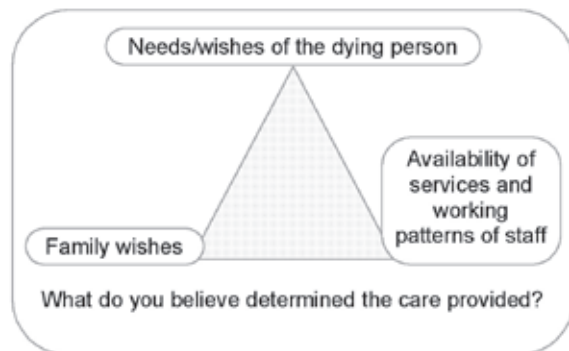 Needs/wishes of the dying person
Availability of
services and
working
patterns of staff
Family wishes
What do you believe determined the care provided?